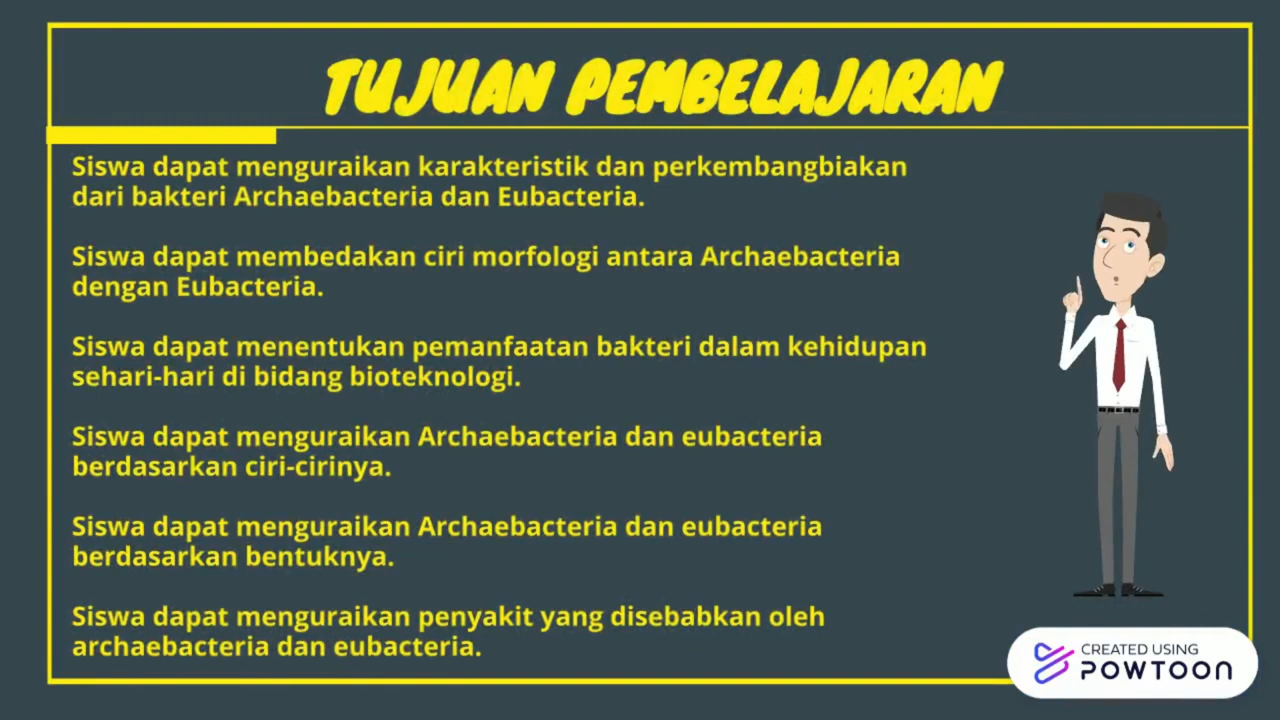 TUJUAN PEMBELAJARAN
Siswa dapat menguraikan karakteristik dan perkembangbiakan
dari bakteri Archaebacteria dan Eubacteria.
Siswa dapat membedakan ciri morfologi antara Archaebacteria
dengan Eubacteria.
Siswa dapat menentukan pemanfaatan bakteri dalam kehidupan
sehari-hari di bidang bioteknologi.
Siswa dapat menguraikan Archaebacteria dan eubacteria
berdasarkan ciri-cirinya.
Siswa dapat menguraikan Archaebacteria dan eubacteria
berdasarkan bentuknya.
Siswa dapat menguraikan penyakit yang disebabkan oleh
archaebacteria dan eubacteria.
CREATED USING
POWTOON